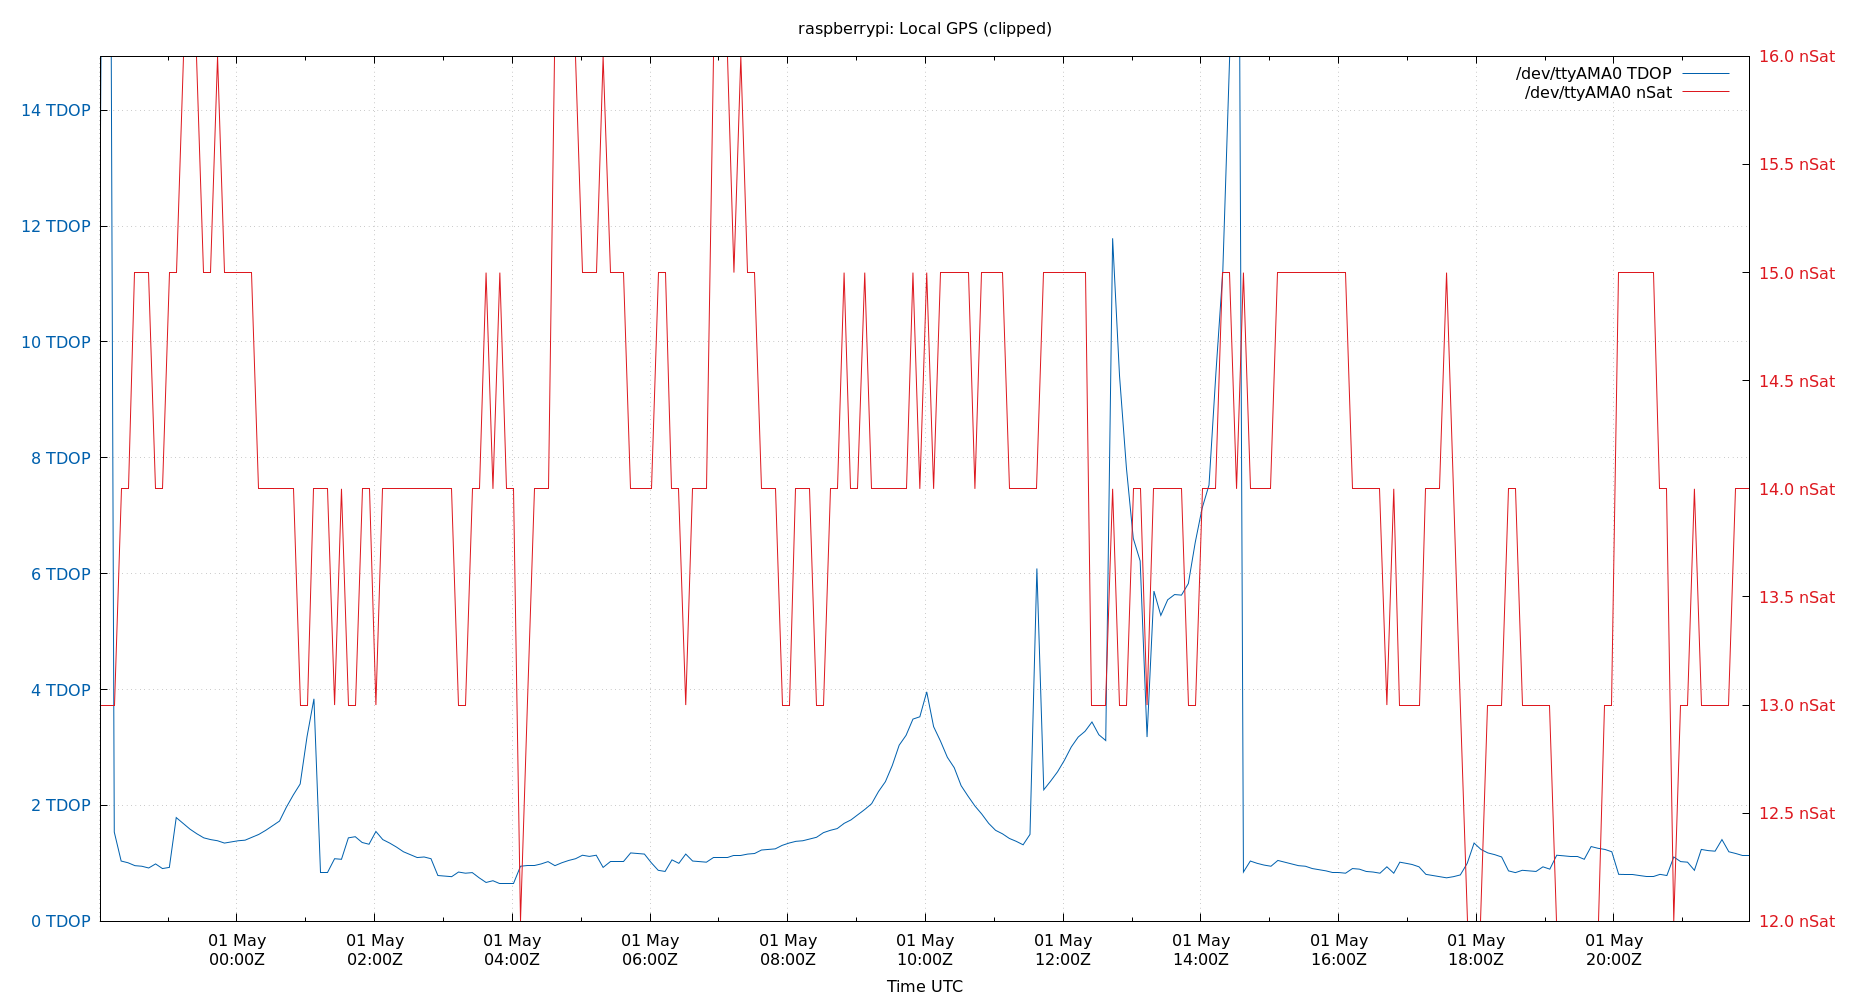 raspberrypi: Local GPS (clipped)
/dev/ttyAMA0 TDOP
/dev/ttyAMA0 nSat
14 TDOP
12 TDOP
10 TDOP
8 TDOP
6 TDOP
4 TDOP
2 TDOP
0 TDOP
16.0 nSat
15.5 nSat
15.0 nSat
14.5 nSat
14.0 nSat
13.5 nSat
13.0 nSat
12.5 nSat
12.0 nSat
01 May
00:00Z
01 May
02:00Z
01 May
04:00Z
01 May
06:00Z
01 May
08:00Z
01 May
10:00Z
01 May
12:00Z
01 May
14:00Z
01 May
16:00Z
01 May
18:00Z
01 May
20:00Z
Time UTC